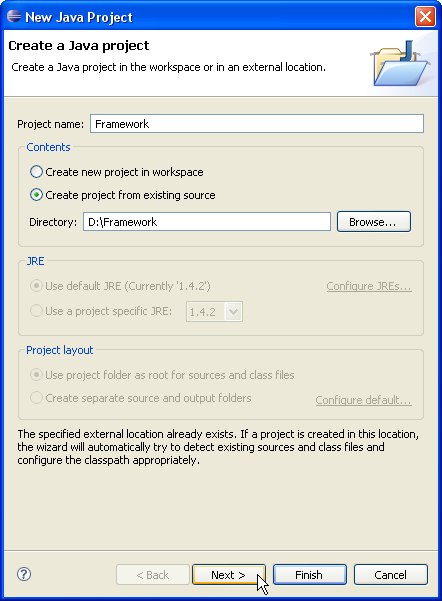 New Java Project
Create a Java project
Create a Java project in the workspace or in an external location.
Project name: Framework
Contents
Create new project in workspace
Create project from existing source
Directory: D:\Framework Browse...
JRE
Use default JRE (Currently '1.4.2') Configure JREs...
Use a project specific JRE: 1.4.2
Project layout
Use project folder as root for sources and class files
Create separate source and output folders Configure default...
The specified external location already exists. If a project is created in this location,
the wizard will automatically try to detect existing sources and class files and
configure the classpath appropriately.
? < Back Next > Finish Cancel